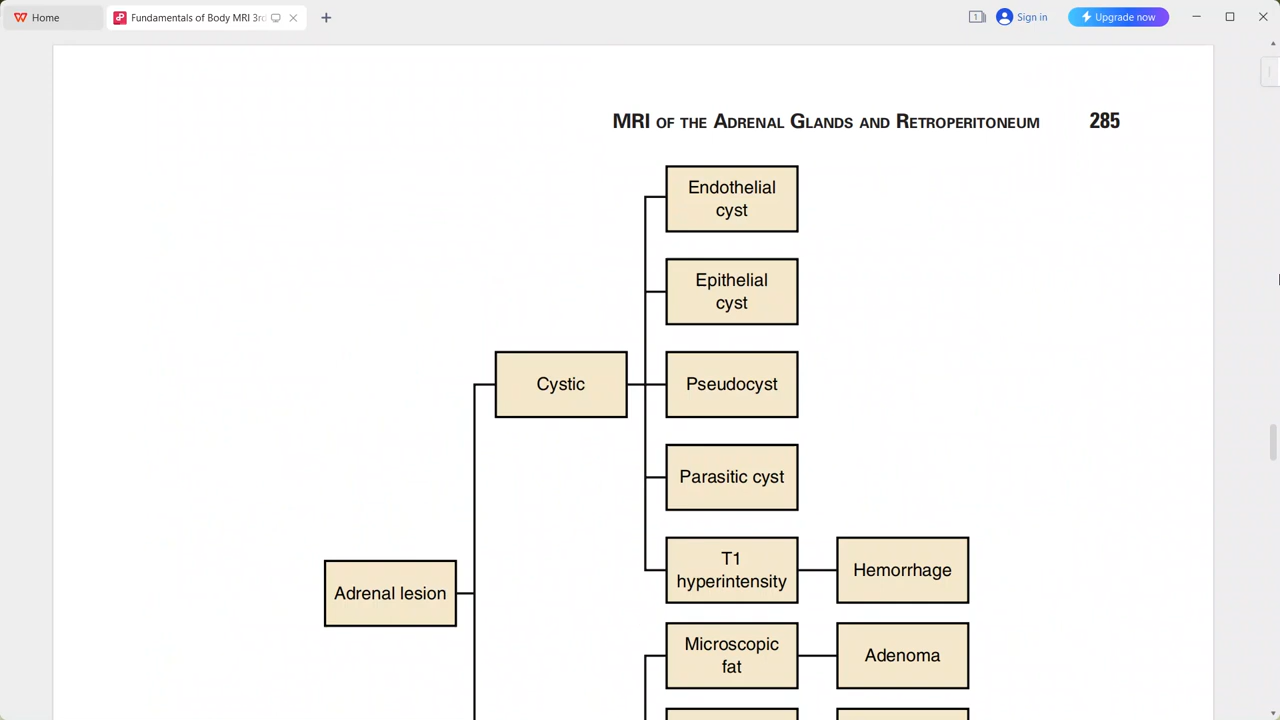 Home
Fundamentals of Body MRI 3rd
1
Sign in
Upgrade now
MRI OF THE ADRENAL GLANDS AND RETROPERITONEUM 285
Endothelial
cyst
Epithelial
cyst
Cystic
Pseudocyst
Parasitic cyst
T1
hyperintensity
Hemorrhage
Adrenal lesion
Microscopic
fat
Adenoma